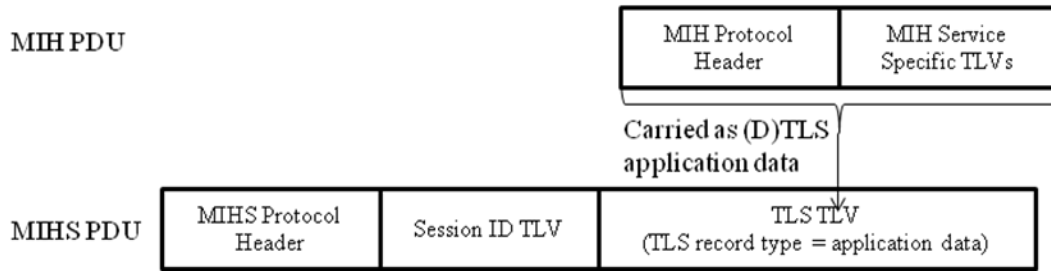 MIH PDU
MIH Protocol
Header
MIH Service
Specific TLVs
Carried as (D)TLS
application data
MIHS PDU
MIHS Protocol
Header
Session ID TLV
TLS TLV
(TLS record type = application data)